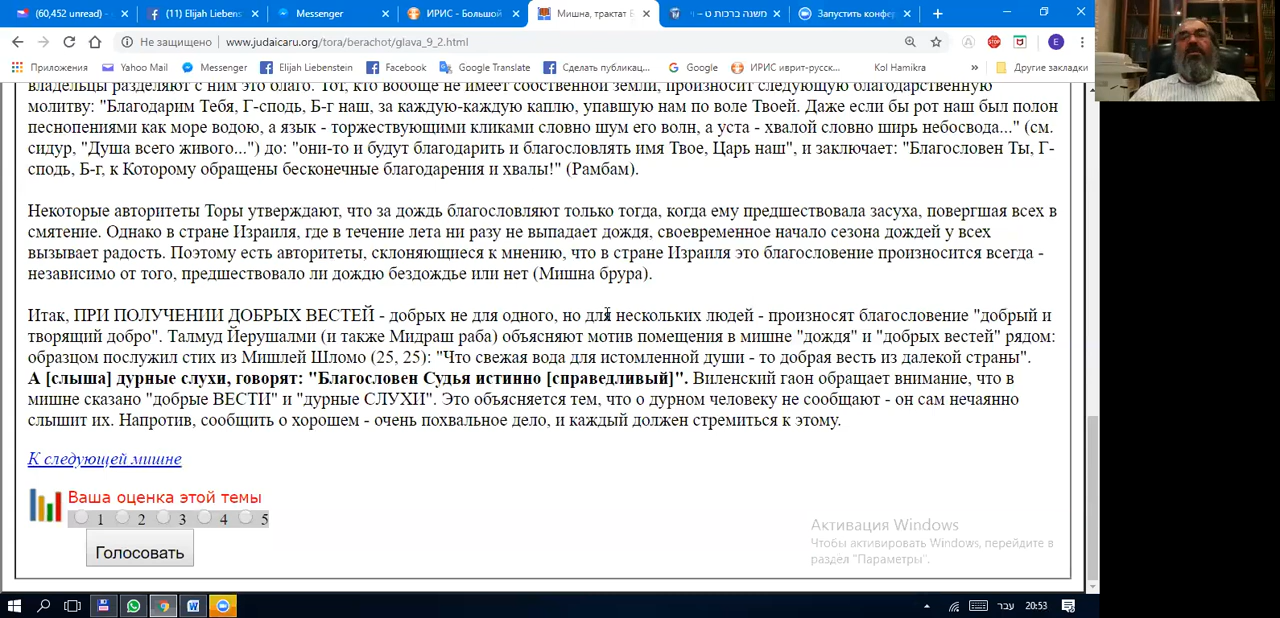 (60,452 unread) -
(11) Elijah Liebens
Messenger
ИРИС - Большой
Мишна, трактат Б
משנה ברכות ט – וי
Запустить конфер
Не защищено
www.judaicaru.org/tora/berachot/glava_9_2.html
E
Приложения
Yahoo Mail
Messenger
Elijah Liebenstein
Facebook
Google Translate
Сделать публикац...
Google
ИРИС иврит-русск...
Kol Hamikra
»
Другие закладки
владельцы разделяют с ним это благо. Тот, кто вообще не имеет собственной земли, произносит следующую благодарственную
молитву: "Благодарим Тебя, Г-сподь, Б-г наш, за каждую-каждую каплю, упавшую нам по воле Твоей. Даже если бы рот наш был полон
песнопениями как море водою, а язык - торжествующими кликами словно шум его волн, а уста - хвалой словно ширь небосвода..." (см.
сидур, "Душа всего живого...") до: "они-то и будут благодарить и благословлять имя Твое, Царь наш", и заключает: "Благословен Ты, Г-
сподь, Б-г, к Которому обращены бесконечные благодарения и хвалы!" (Рамбам).
Некоторые авторитеты Торы утверждают, что за дождь благословляют только тогда, когда ему предшествовала засуха, повергшая всех в
смятение. Однако в стране Израиля, где в течение лета ни разу не выпадает дождя, своевременное начало сезона дождей у всех
вызывает радость. Поэтому есть авторитеты, склоняющиеся к мнению, что в стране Израиля это благословение произносится всегда -
независимо от того, предшествовало ли дождю бездождье или нет (Мишна брура).
Итак, ПРИ ПОЛУЧЕНИИ ДОБРЫХ ВЕСТЕЙ - добрых не для одного, но для нескольких людей - произносят благословение "добрый и
творящий добро". Талмуд Йерушалми (и также Мидраш раба) объясняют мотив помещения в мишне "дождя" и "добрых вестей" рядом:
образцом послужил стих из Мишлей Шломо (25, 25): "Что свежая вода для истомленной души - то добрая весть из далекой страны".
А [слыша] дурные слухи, говорят: "Благословен Судья истинно [справедливый]". Виленский гаон обращает внимание, что в
мишне сказано "добрые ВЕСТИ" и "дурные СЛУХИ". Это объясняется тем, что о дурном человеку не сообщают - он сам нечаянно
слышит их. Напротив, сообщить о хорошем - очень похвальное дело, и каждый должен стремиться к этому.
К следующей мишне
Ваша оценка этой темы
1 2 3 4 5
Голосовать
Активация Windows
Чтобы активировать Windows, перейдите в
раздел "Параметры".
עבר
20:53